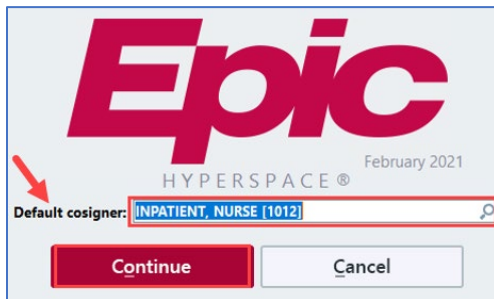 Epic
February 2021
HYPERSPACE®
Default cosigner: INPATIENT, NURSE [1012]
Continue Cancel